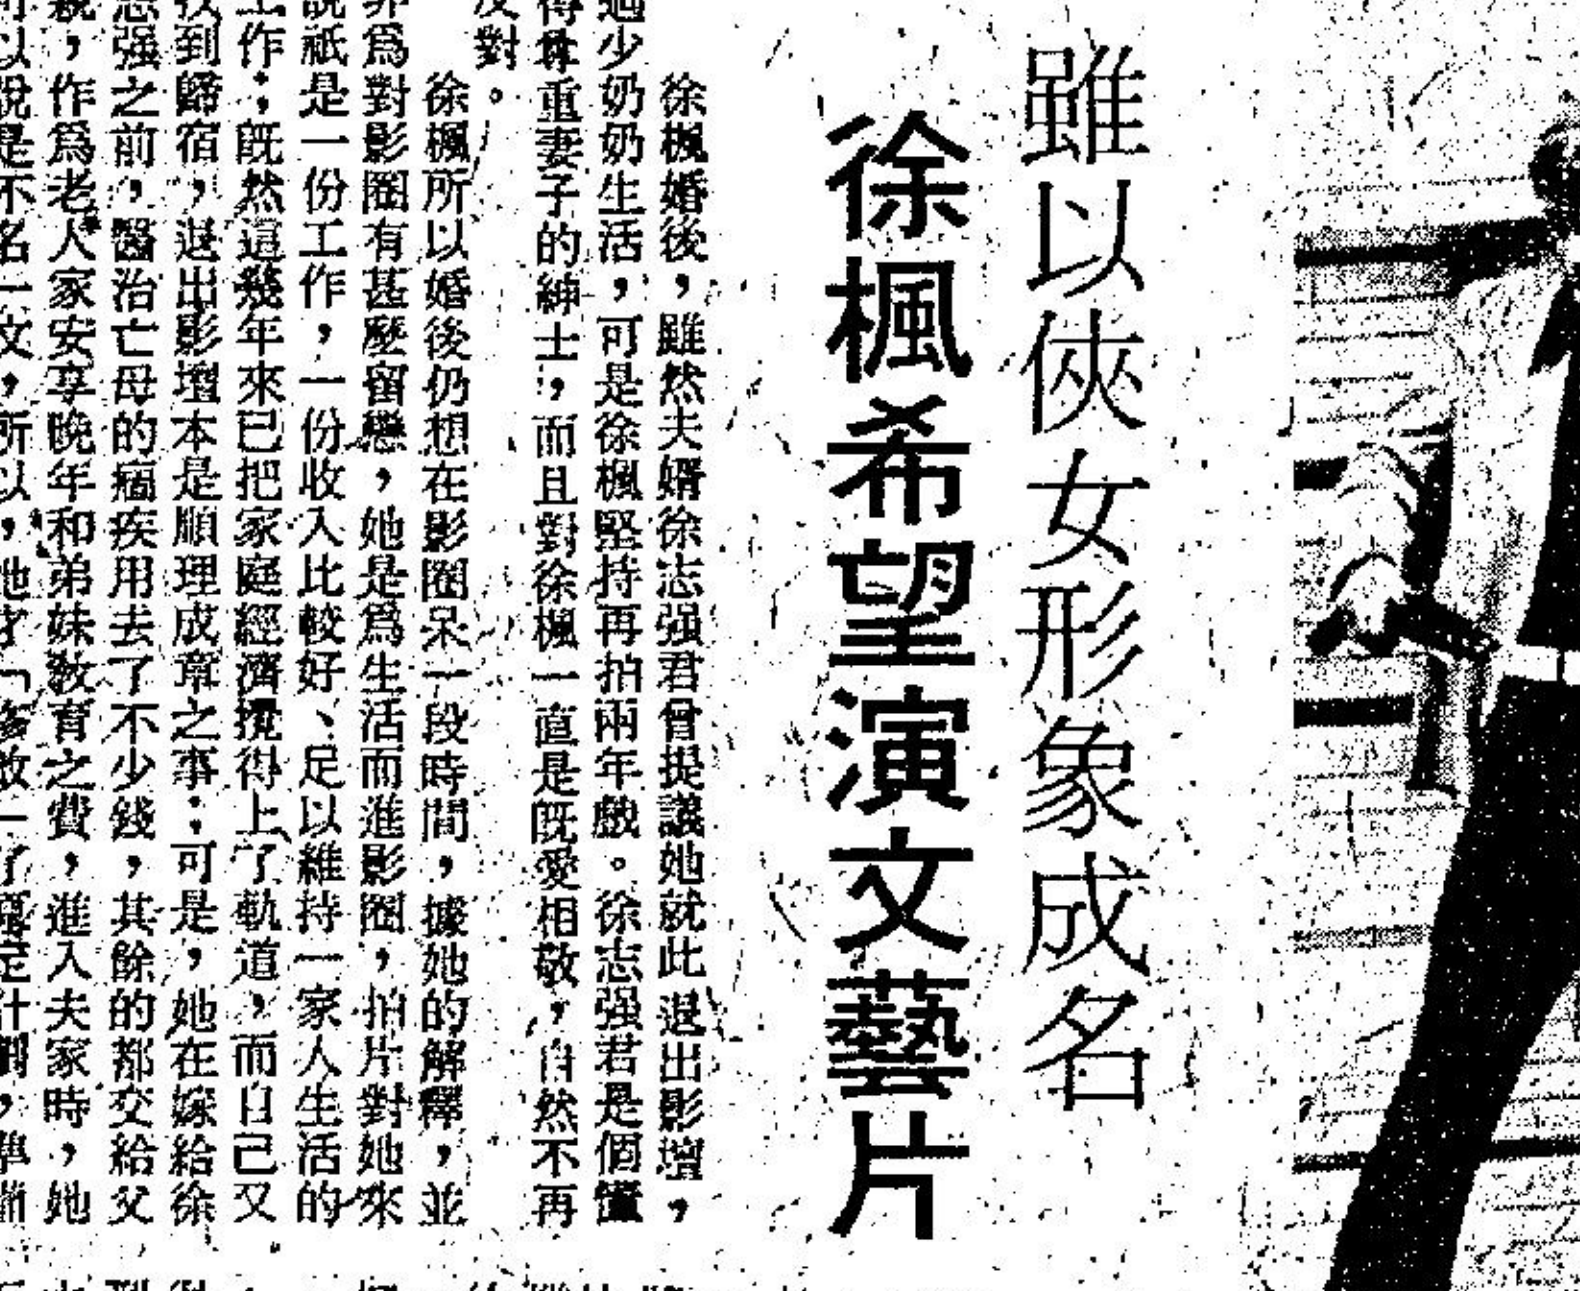 雖以俠女形象成名
徐楓希望演文藝片
徐楓婚後，雖然夫婿徐志强君曾提議她就此退出影壇，
過少奶奶生活，可是徐楓堅持再拍兩年戲。徐志强君是個懂
得尊重妻子的紳士，而且對徐楓一直是既愛相敬，自然不再
反對。
徐楓所以婚後仍想在影圈呆一段時間，據她的解釋，並
非爲對影圈有甚麼留戀，她是爲生活而進影圈，拍片對她來
說祇是一份工作，一份收入比較好、足以維持一家人生活的
工作；既然這幾年來已把家庭經濟攪得上了軌道，而自己又
找到歸宿，退出影壇本是順理成章之事；可是，她在嫁給徐
志强之前，醫治亡母的痼疾用去了不少錢，其餘的都交給父
親，作爲老人家安享晚年和弟妹敎育之費，進入夫家時，她
可以說是不名一文，所以，她才「修改」了